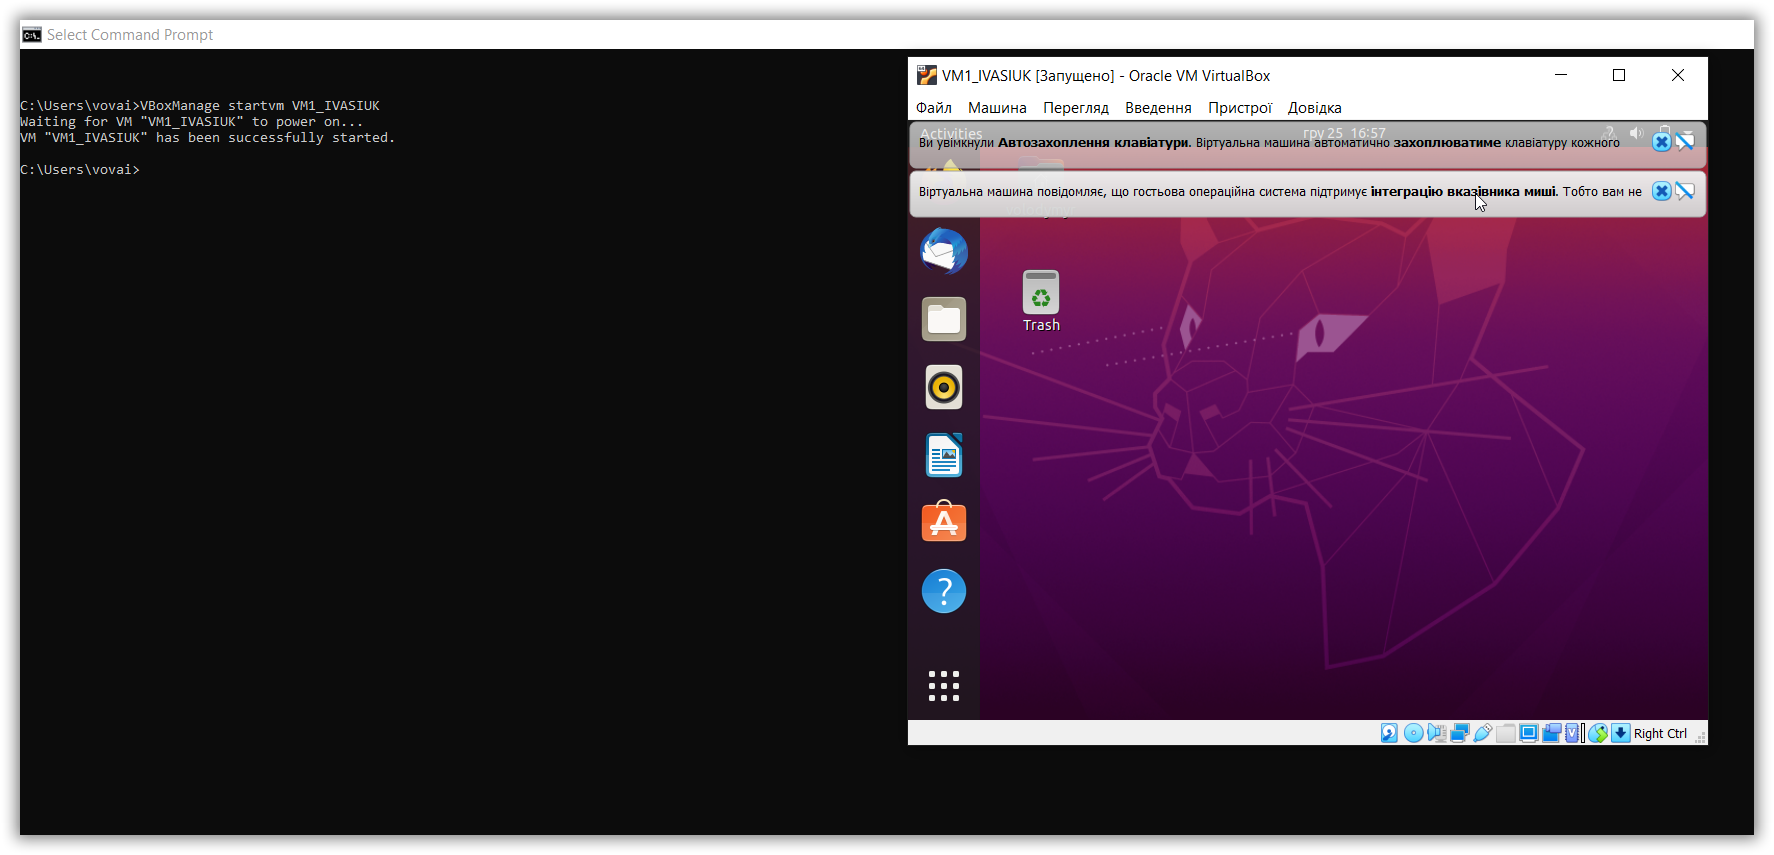 Select Command Prompt
C:\Users\vovai>VBoxManage startvm VM1_IVASIUK
Waiting for VM "VM1_IVASIUK" to power on...
VM "VM1_IVASIUK" has been successfully started.
C:\Users\vovai>
VM1_IVASIUK [Запущено] - Oracle VM VirtualBox
Файл Машина Перегляд Введення Пристрої Довідка
Activities гру 25 16:57
Ви увімкнули Автозахоплення клавіатури. Віртуальна машина автоматично захоплюватиме клавіатуру кожного
Віртуальна машина повідомляє, що гостьова операційна система підтримує інтеграцію вказівника миші. Тобто вам не
Trash
Right Ctrl